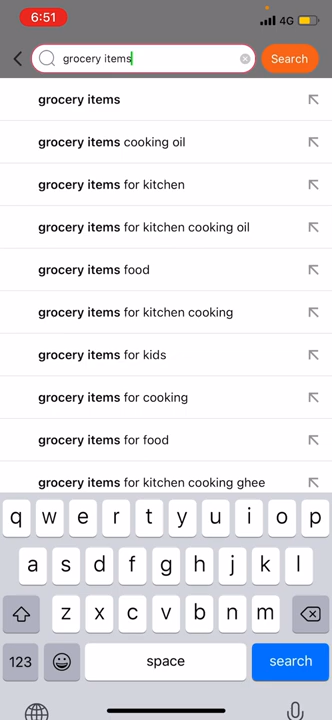 6:51
4G
grocery items
Search
grocery items
grocery items cooking oil
grocery items for kitchen
grocery items for kitchen cooking oil
grocery items food
grocery items for kitchen cooking
grocery items for kids
grocery items for cooking
grocery items for food
grocery items for kitchen cooking ghee
q w e r t y u i o p
a s d f g h j k l
z x c v b n m
123
space
search